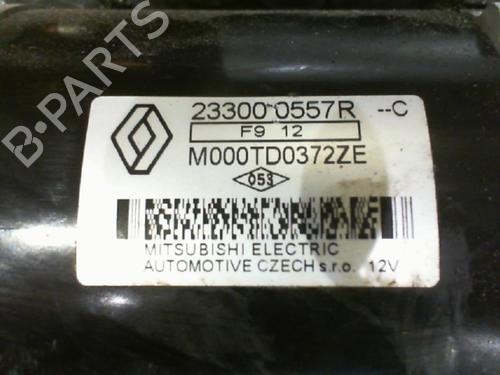 23300 0557R --C
F9 12
M000TD0372ZE
053
MITSUBISHI ELECTRIC
AUTOMOTIVE CZECH s.r.o. 12V
B-PARTS